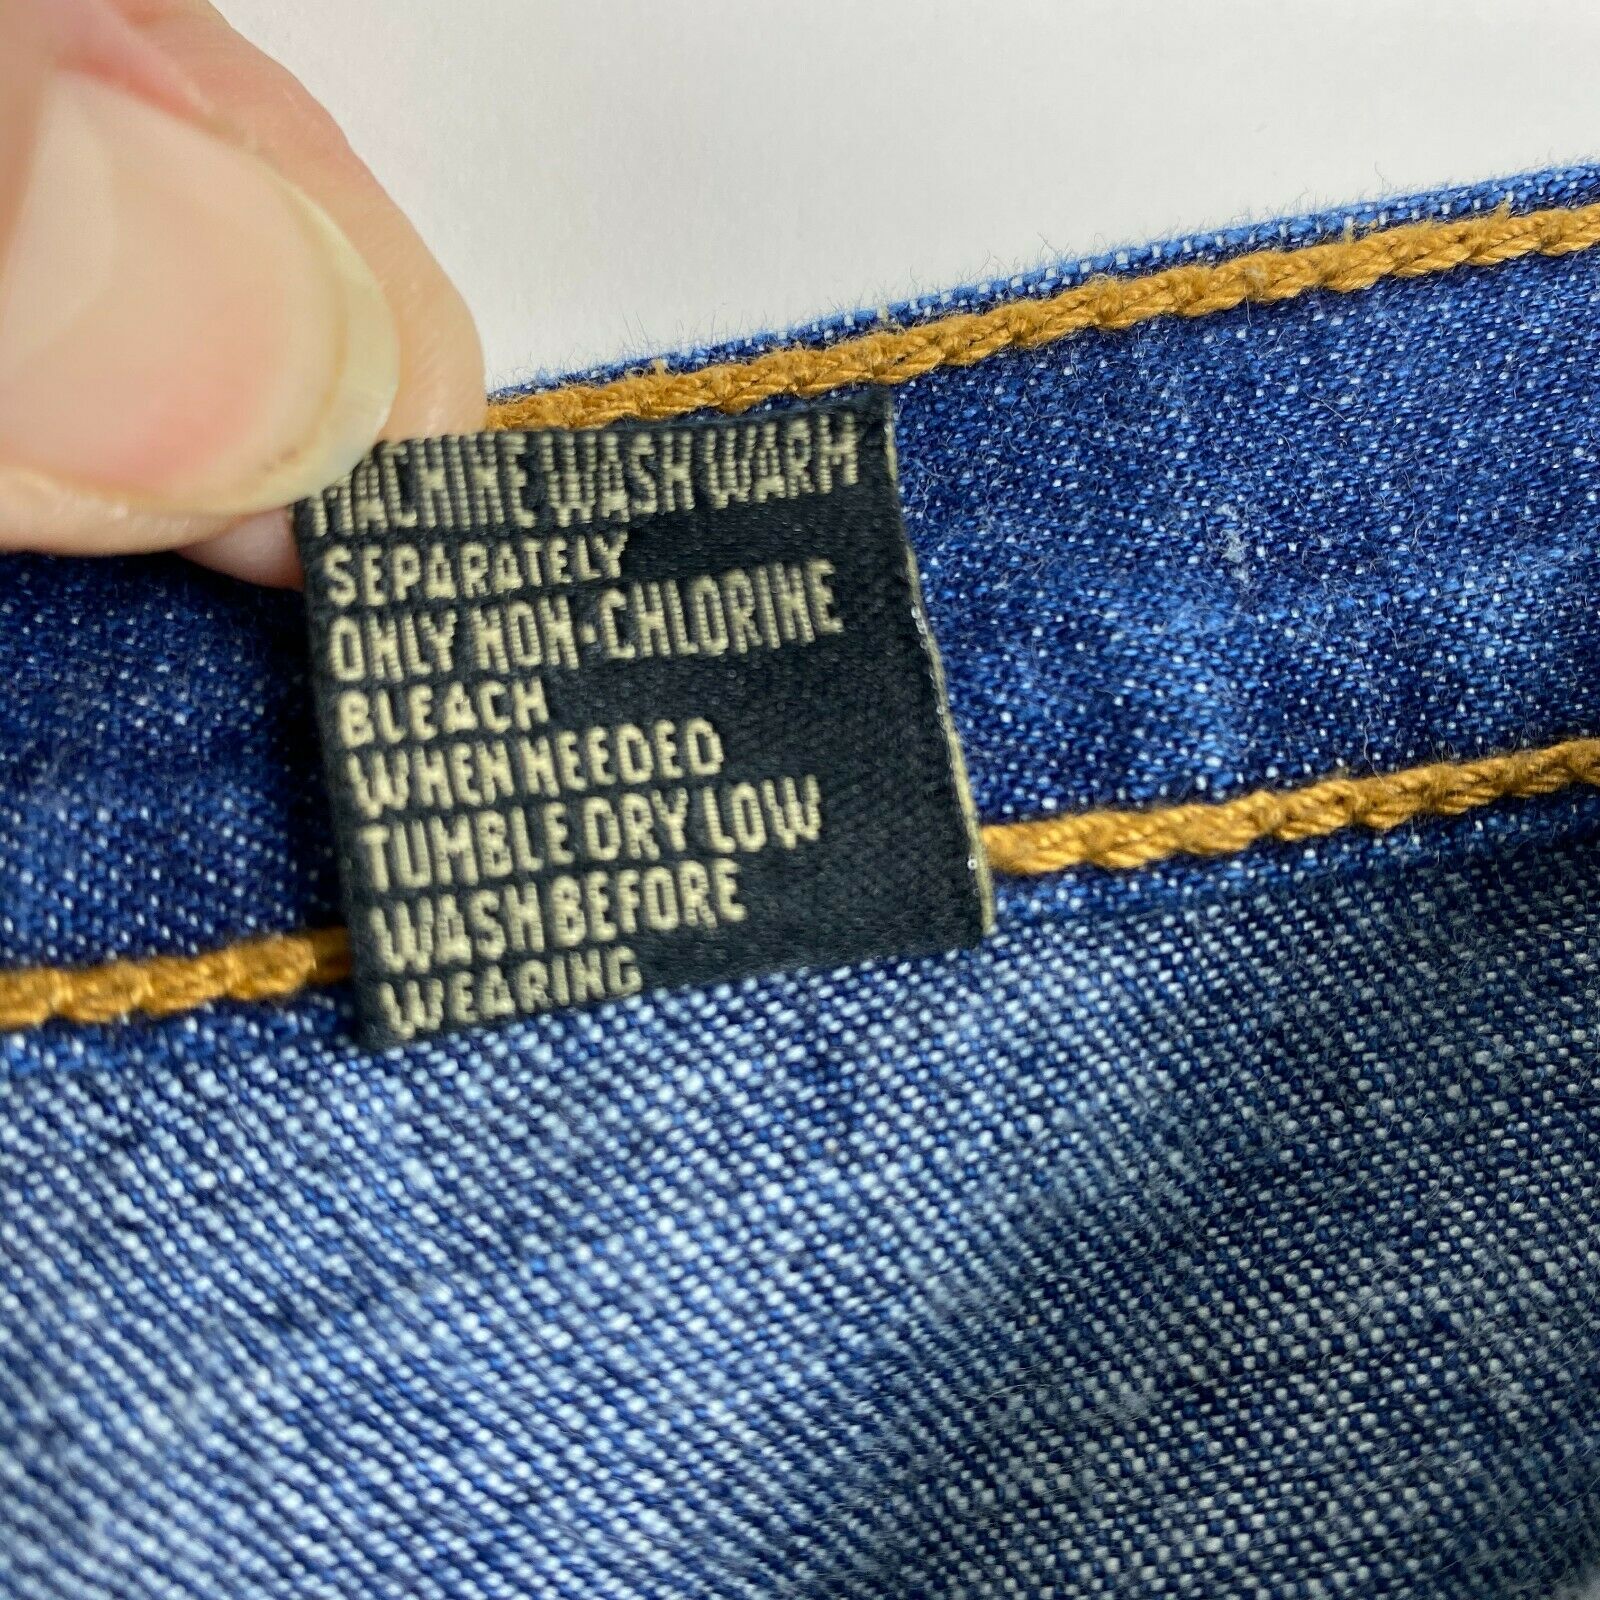 MACHINE WASH WARM
SEPARATELY
ONLY NON-CHLORINE
BLEACH
WHEN NEEDED
TUMBLE DRY LOW
WASH BEFORE
WEARING